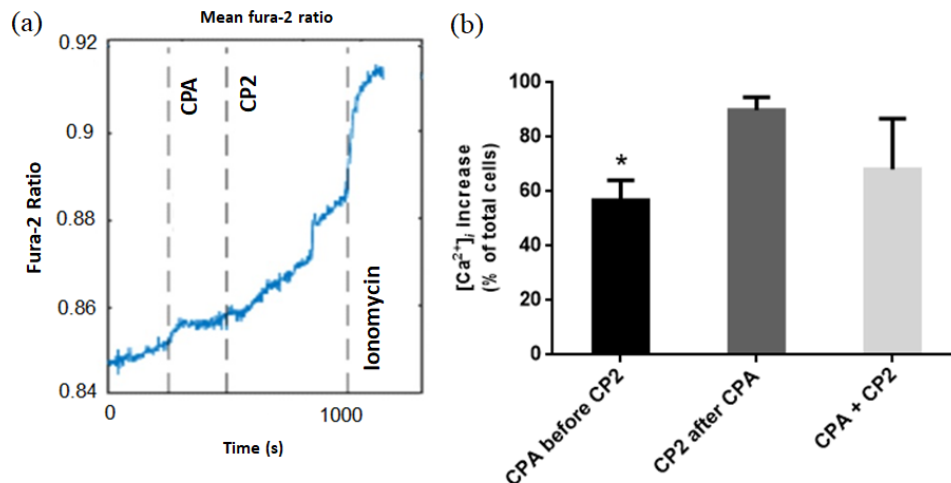 (a)
Mean fura-2 ratio
0.92
0.9
0.88
0.86
0.84
Fura-2 Ratio
CPA
CP2
Ionomycin
0
500
1000
Time (s)
(b)
100
80
60
40
20
0
[Ca²⁺]ᵢ Increase
(% of total cells)
*
CPA before CP2
CP2 after CPA
CPA + CP2